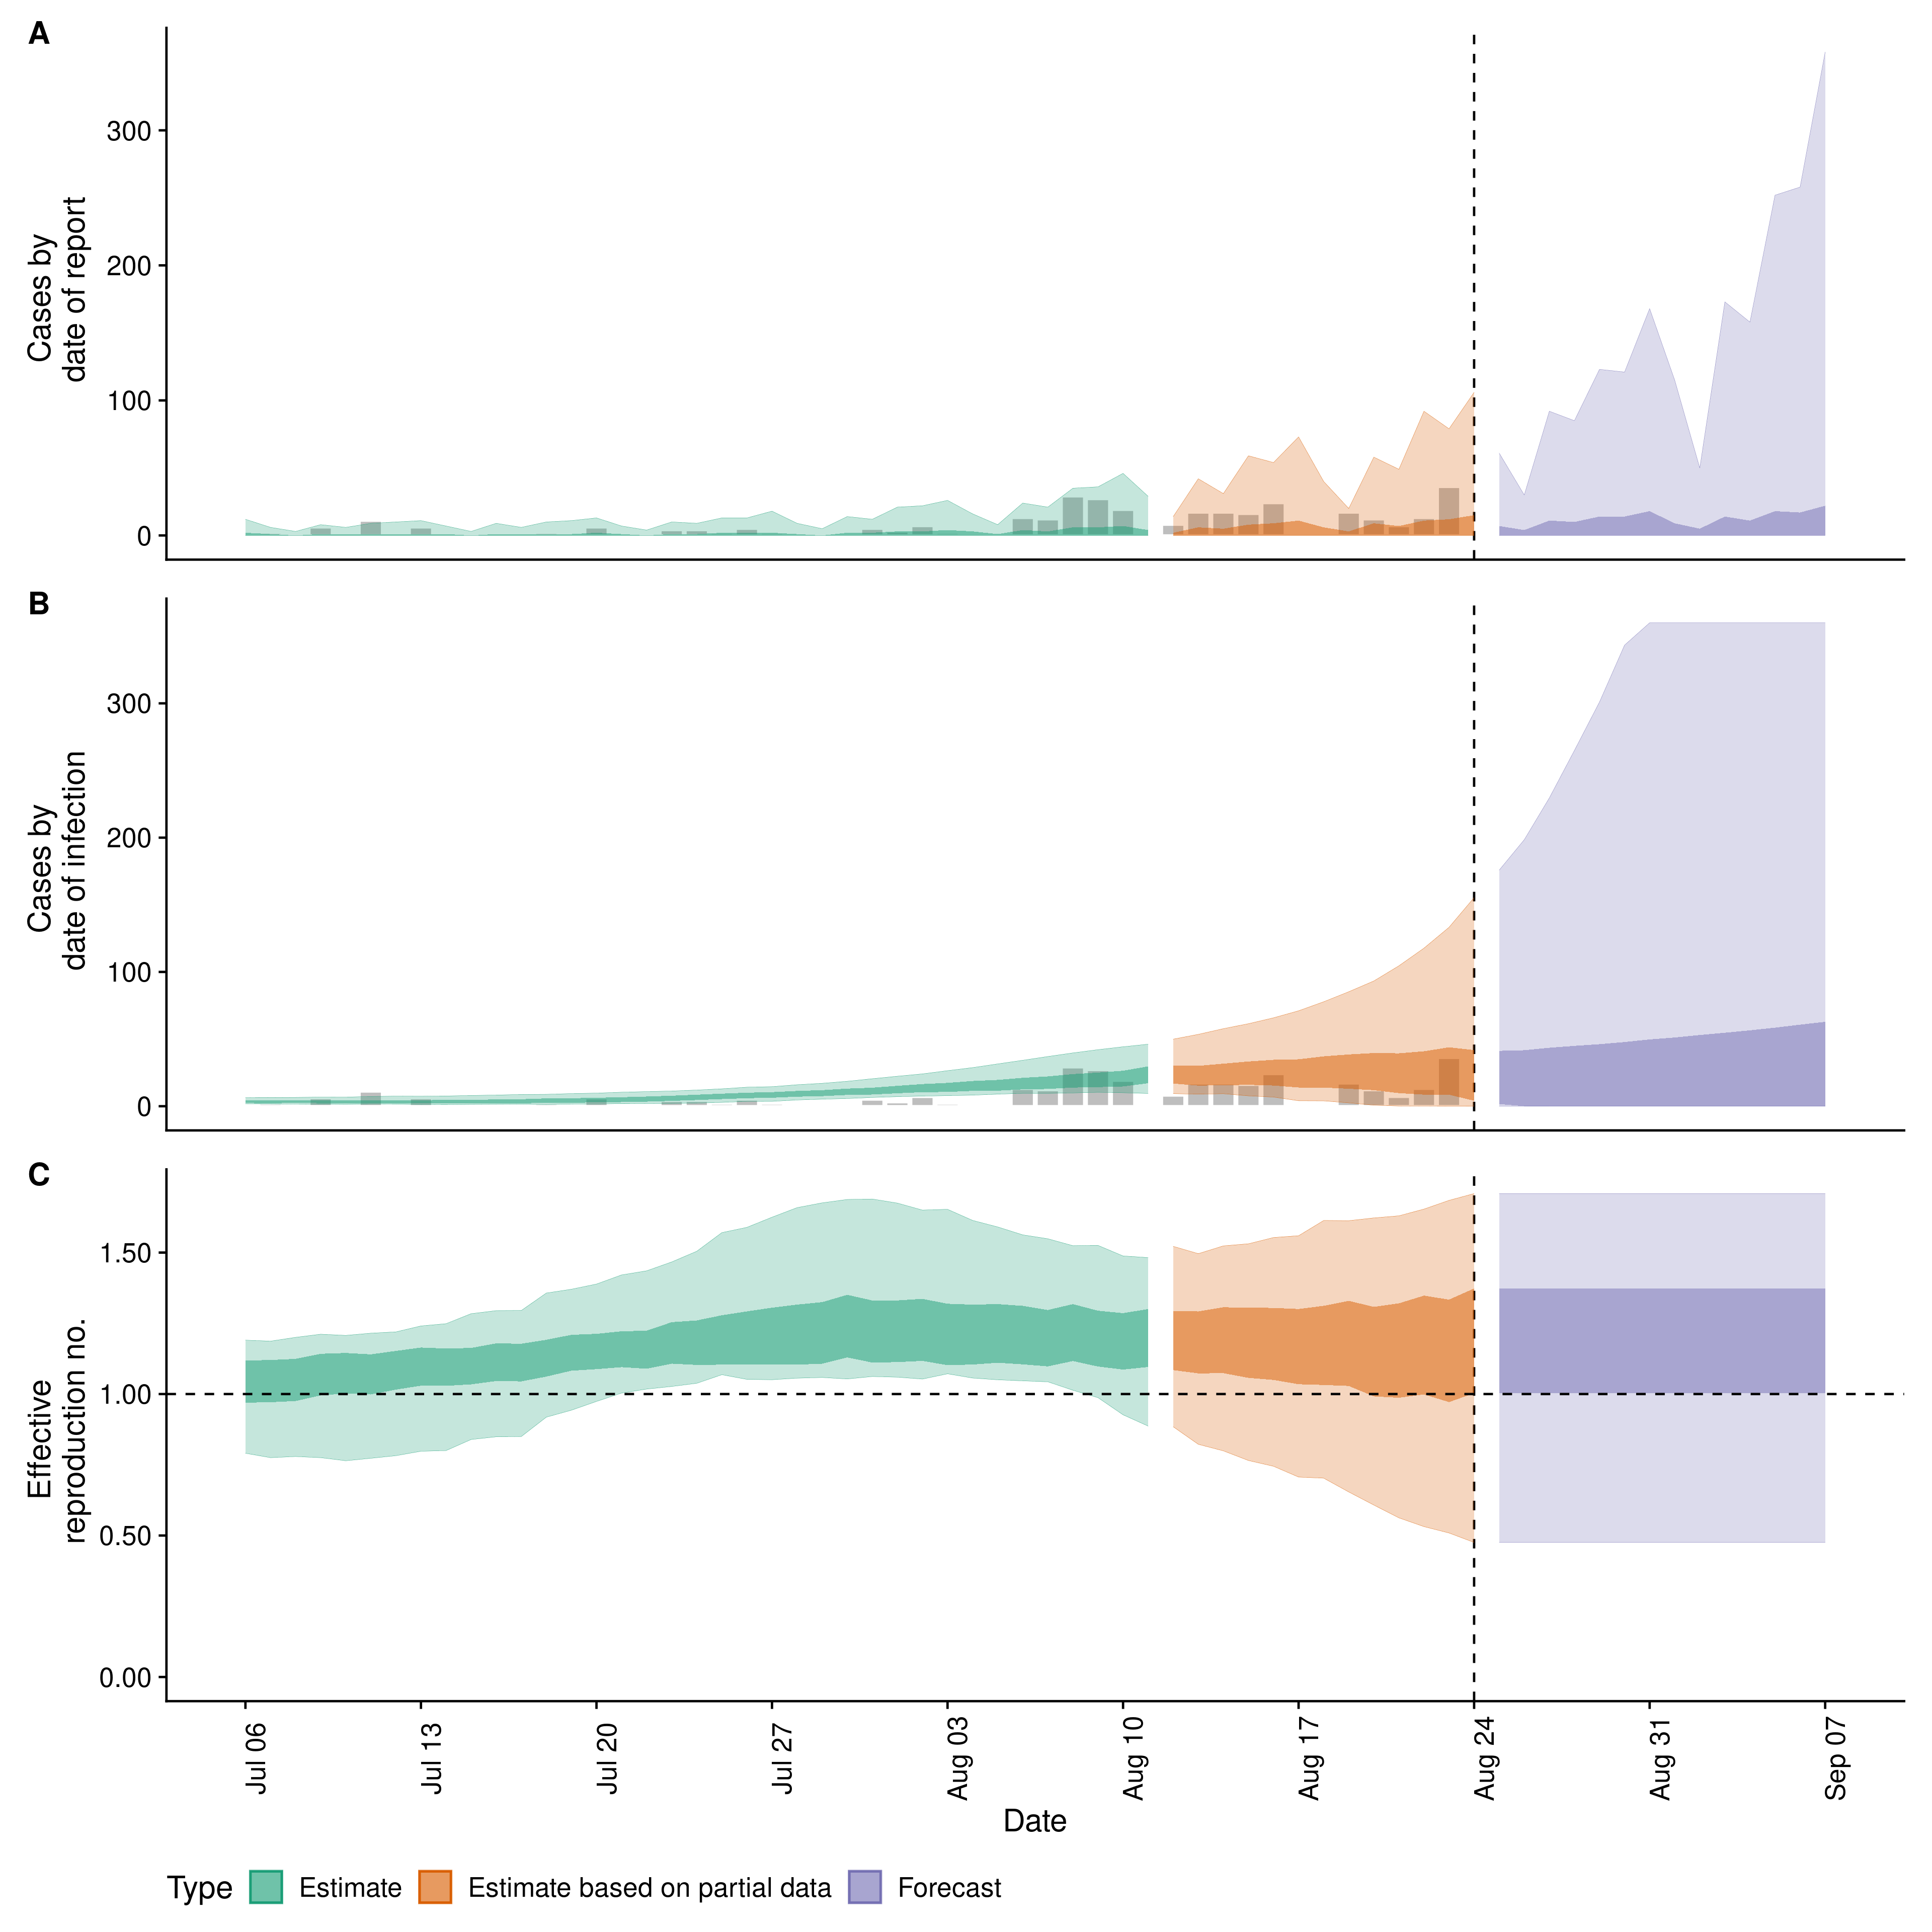 A
Cases by
date of report
300
200
100
0
B
Cases by
date of infection
300
200
100
0
C
Effective
reproduction no.
1.50
1.00
0.50
0.00
Jul 06
Jul 13
Jul 20
Jul 27
Aug 03
Aug 10
Aug 17
Aug 24
Aug 31
Sep 07
Date
Type Estimate Estimate based on partial data Forecast